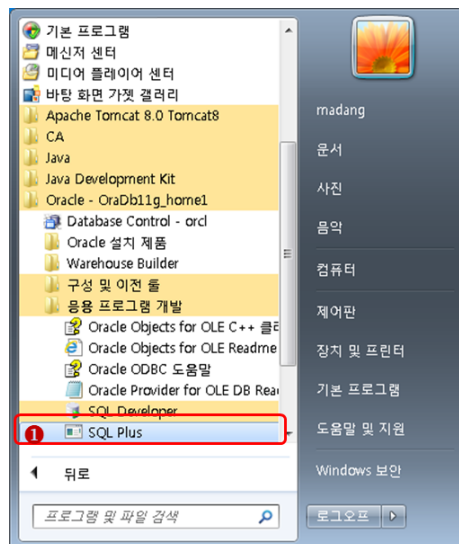 기본 프로그램
메신저 센터
미디어 플레이어 센터
바탕 화면 가젯 갤러리
Apache Tomcat 8.0 Tomcat8
CA
Java
Java Development Kit
Oracle - OraDb11g_home1
Database Control - orcl
Oracle 설치 제품
Warehouse Builder
구성 및 이전 툴
응용 프로그램 개발
Oracle Objects for OLE C++ 클래
Oracle Objects for OLE Readme
Oracle ODBC 도움말
Oracle Provider for OLE DB Rea
SQL Developer
❶ SQL Plus
뒤로
프로그램 및 파일 검색
madang
문서
사진
음악
컴퓨터
제어판
장치 및 프린터
기본 프로그램
도움말 및 지원
Windows 보안
로그오프